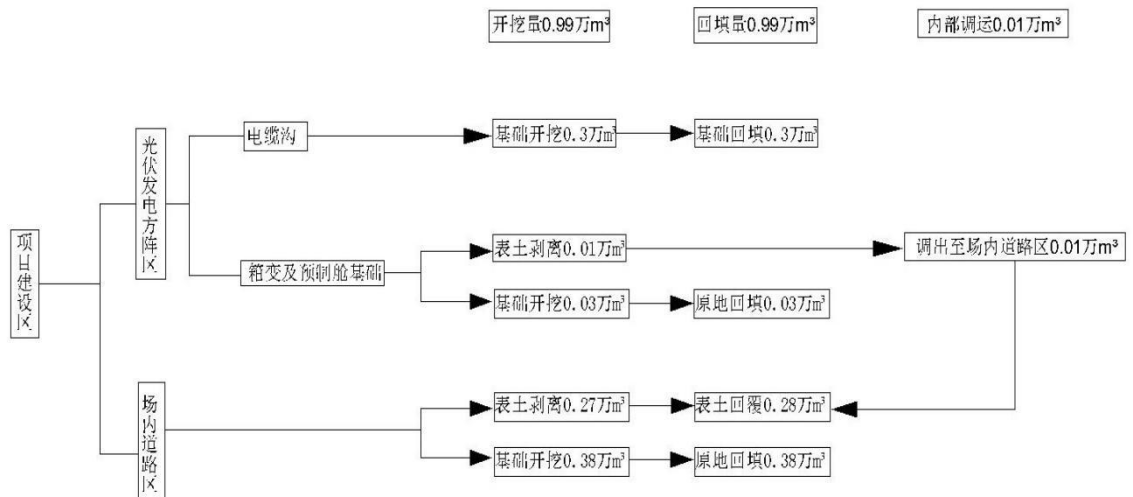 开挖量0.99万m³
回填量0.99万m³
内部调运0.01万m³
光伏发电方阵区
电缆沟
基础开挖0.3万m³
基础回填0.3万m³
项目建设区
箱变及预制舱基础
表土剥离0.01万m³
调出至场内道路区0.01万m³
基础开挖0.03万m³
原地回填0.03万m³
场内道路区
表土剥离0.27万m³
表土回覆0.28万m³
基础开挖0.38万m³
原地回填0.38万m³